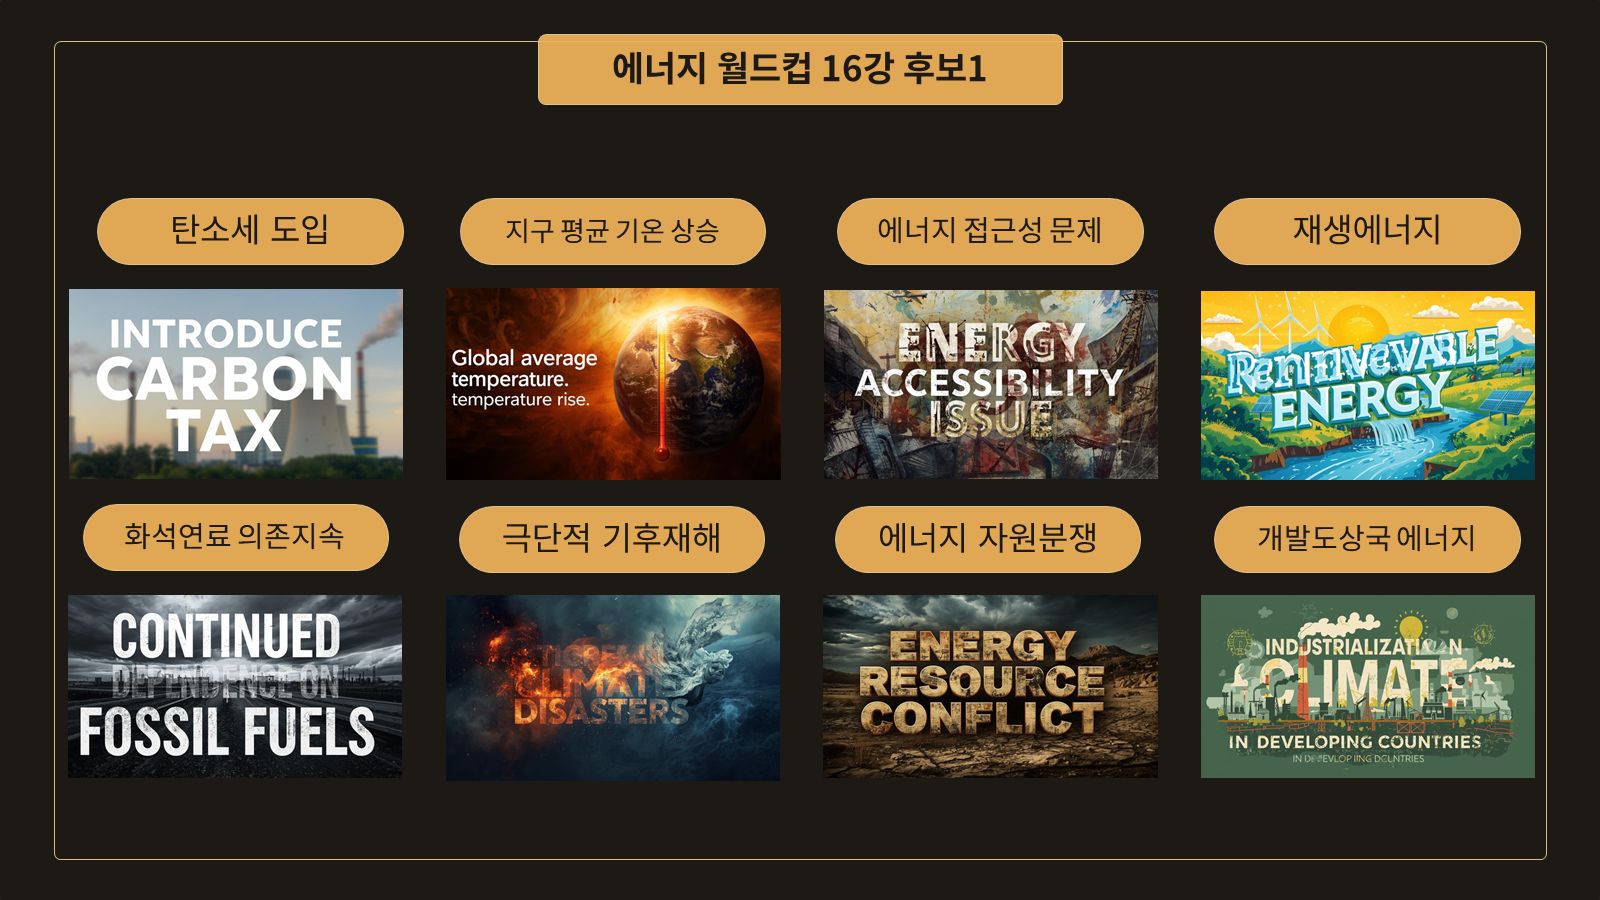 에너지 월드컵 16강 후보1
탄소세 도입
지구 평균 기온 상승
에너지 접근성 문제
재생에너지
INTRODUCE
CARBON
TAX
Global average
temperature.
temperature rise.
ENERGY
ACCESSIBILITY
ISSUE
ENERGY
화석연료 의존지속
극단적 기후재해
에너지 자원분쟁
개발도상국 에너지
CONTINUED
DEPENDENCE ON
FOSSIL FUELS
CLIMATE
DISASTERS
ENERGY
RESOURCE
CONFLICT
CLIMATE
IN DEVELOPING COUNTRIES